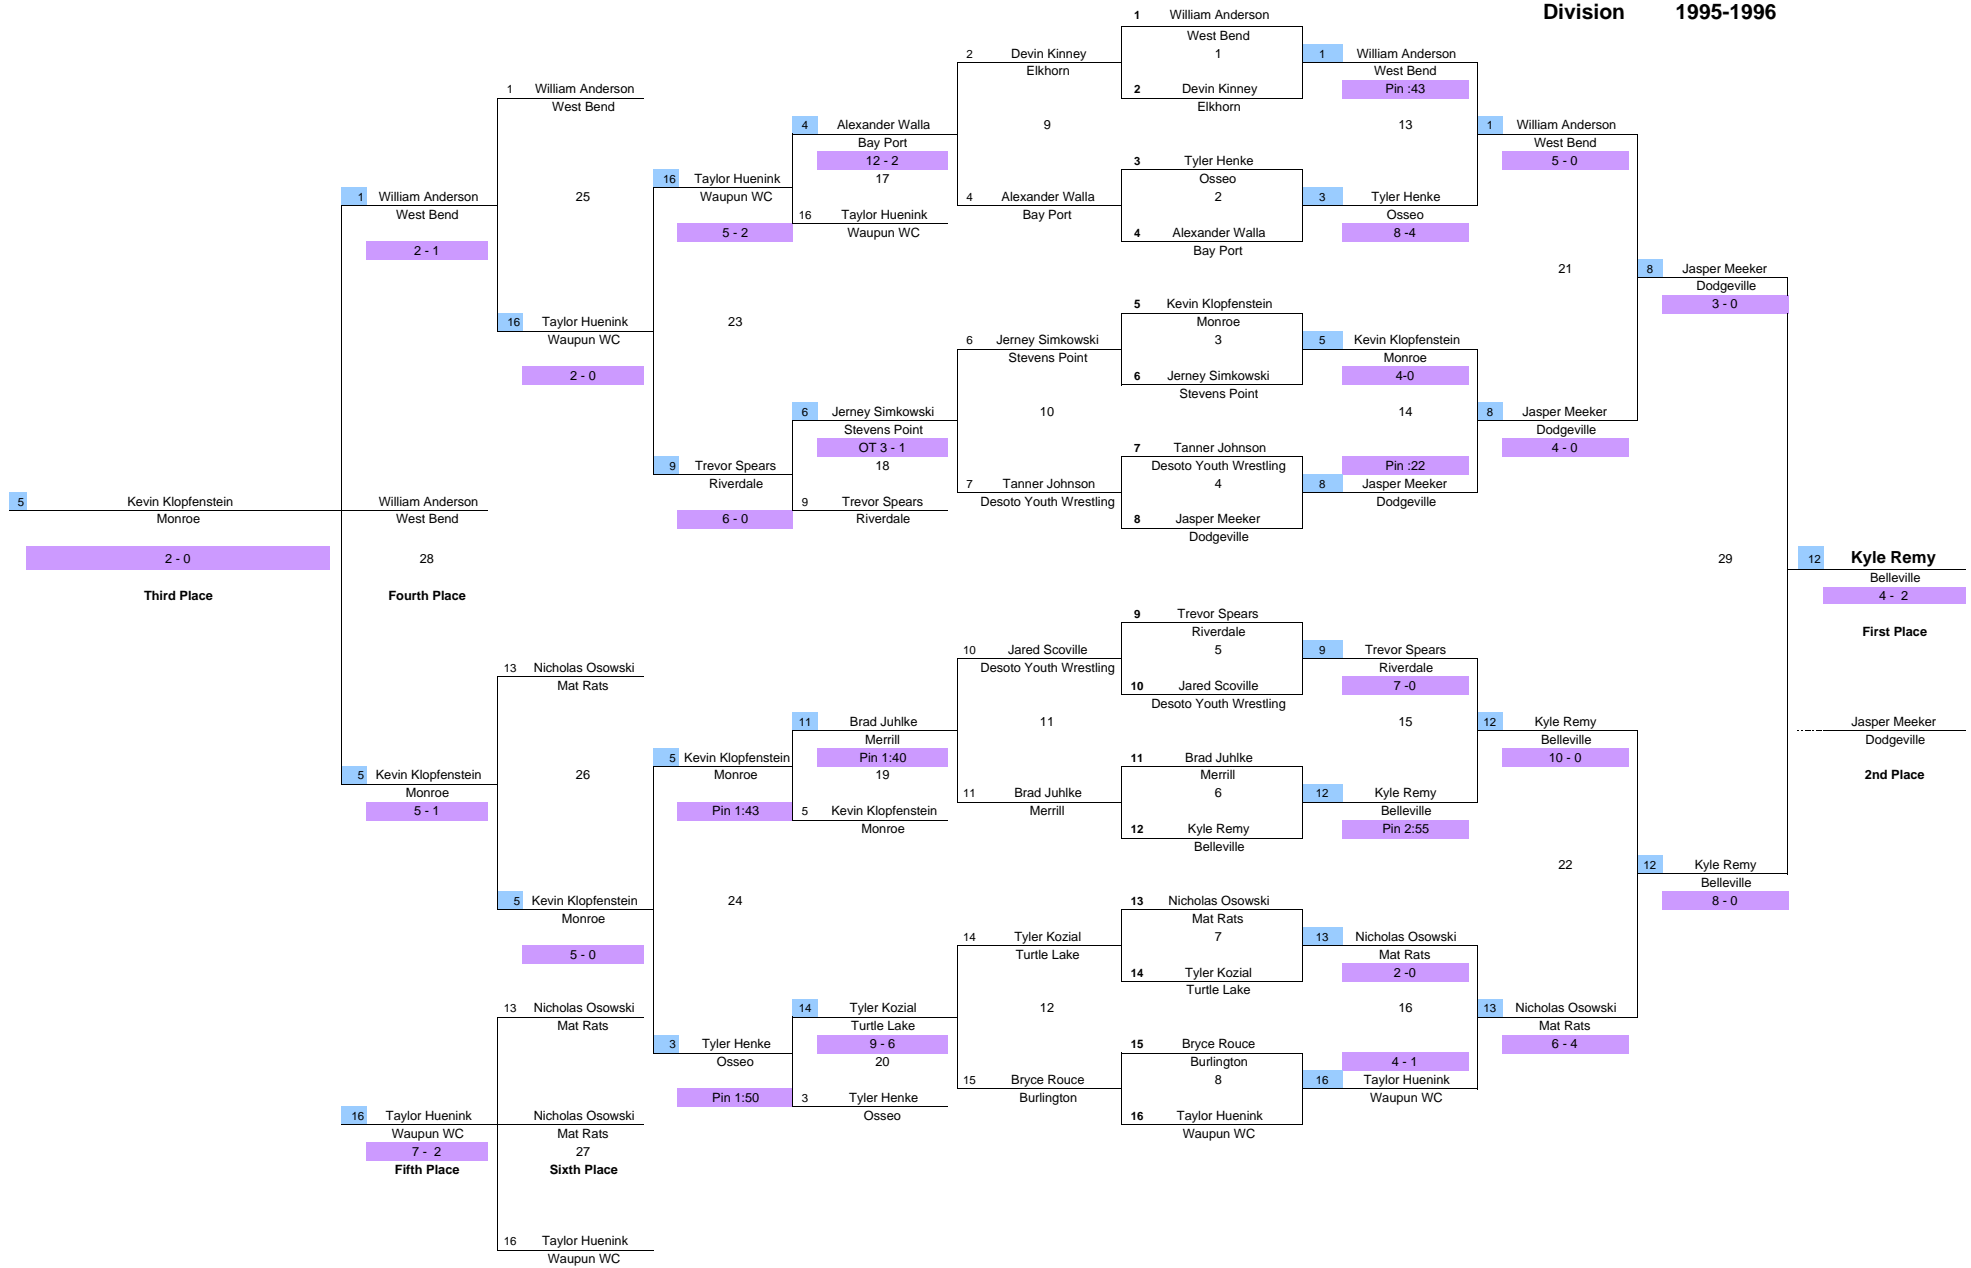 Division 1995-1996
1 William Anderson
West Bend
1
2 Devin Kinney
Elkhorn
3 Tyler Henke
Osseo
2
4 Alexander Walla
Bay Port
5 Kevin Klopfenstein
Monroe
3
6 Jerney Simkowski
Stevens Point
7 Tanner Johnson
Desoto Youth Wrestling
4
8 Jasper Meeker
Dodgeville
9 Trevor Spears
Riverdale
5
10 Jared Scoville
Desoto Youth Wrestling
11 Brad Juhlke
Merrill
6
12 Kyle Remy
Belleville
13 Nicholas Osowski
Mat Rats
7
14 Tyler Kozial
Turtle Lake
15 Bryce Rouce
Burlington
8
16 Taylor Huenink
Waupun WC
1 William Anderson
West Bend
Pin :43
13
3 Tyler Henke
Osseo
8 -4
5 Kevin Klopfenstein
Monroe
4-0
14
Pin :22
8 Jasper Meeker
Dodgeville
9 Trevor Spears
Riverdale
7 -0
15
12 Kyle Remy
Belleville
Pin 2:55
13 Nicholas Osowski
Mat Rats
2 -0
16
4 - 1
16 Taylor Huenink
Waupun WC
1 William Anderson
West Bend
5 - 0
21
8 Jasper Meeker
Dodgeville
4 - 0
12 Kyle Remy
Belleville
10 - 0
22
13 Nicholas Osowski
Mat Rats
6 - 4
8 Jasper Meeker
Dodgeville
3 - 0
29
12 Kyle Remy
Belleville
8 - 0
12 Kyle Remy
Belleville
4 - 2
First Place
Jasper Meeker
Dodgeville
2nd Place
2 Devin Kinney
Elkhorn
9
4 Alexander Walla
Bay Port
6 Jerney Simkowski
Stevens Point
10
7 Tanner Johnson
Desoto Youth Wrestling
10 Jared Scoville
Desoto Youth Wrestling
11
11 Brad Juhlke
Merrill
14 Tyler Kozial
Turtle Lake
12
15 Bryce Rouce
Burlington
4 Alexander Walla
Bay Port
12 - 2
17
16 Taylor Huenink
Waupun WC
6 Jerney Simkowski
Stevens Point
OT 3 - 1
18
9 Trevor Spears
Riverdale
11 Brad Juhlke
Merrill
Pin 1:40
19
5 Kevin Klopfenstein
Monroe
14 Tyler Kozial
Turtle Lake
9 - 6
20
3 Tyler Henke
Osseo
16 Taylor Huenink
Waupun WC
5 - 2
23
9 Trevor Spears
Riverdale
6 - 0
5 Kevin Klopfenstein
Monroe
Pin 1:43
24
3 Tyler Henke
Osseo
Pin 1:50
1 William Anderson
West Bend
25
16 Taylor Huenink
Waupun WC
2 - 0
13 Nicholas Osowski
Mat Rats
26
5 Kevin Klopfenstein
Monroe
5 - 0
1 William Anderson
West Bend
2 - 1
William Anderson
West Bend
28
Fourth Place
5 Kevin Klopfenstein
Monroe
5 - 1
5 Kevin Klopfenstein
Monroe
2 - 0
Third Place
13 Nicholas Osowski
Mat Rats
Nicholas Osowski
Mat Rats
27
Sixth Place
16 Taylor Huenink
Waupun WC
16 Taylor Huenink
Waupun WC
7 - 2
Fifth Place